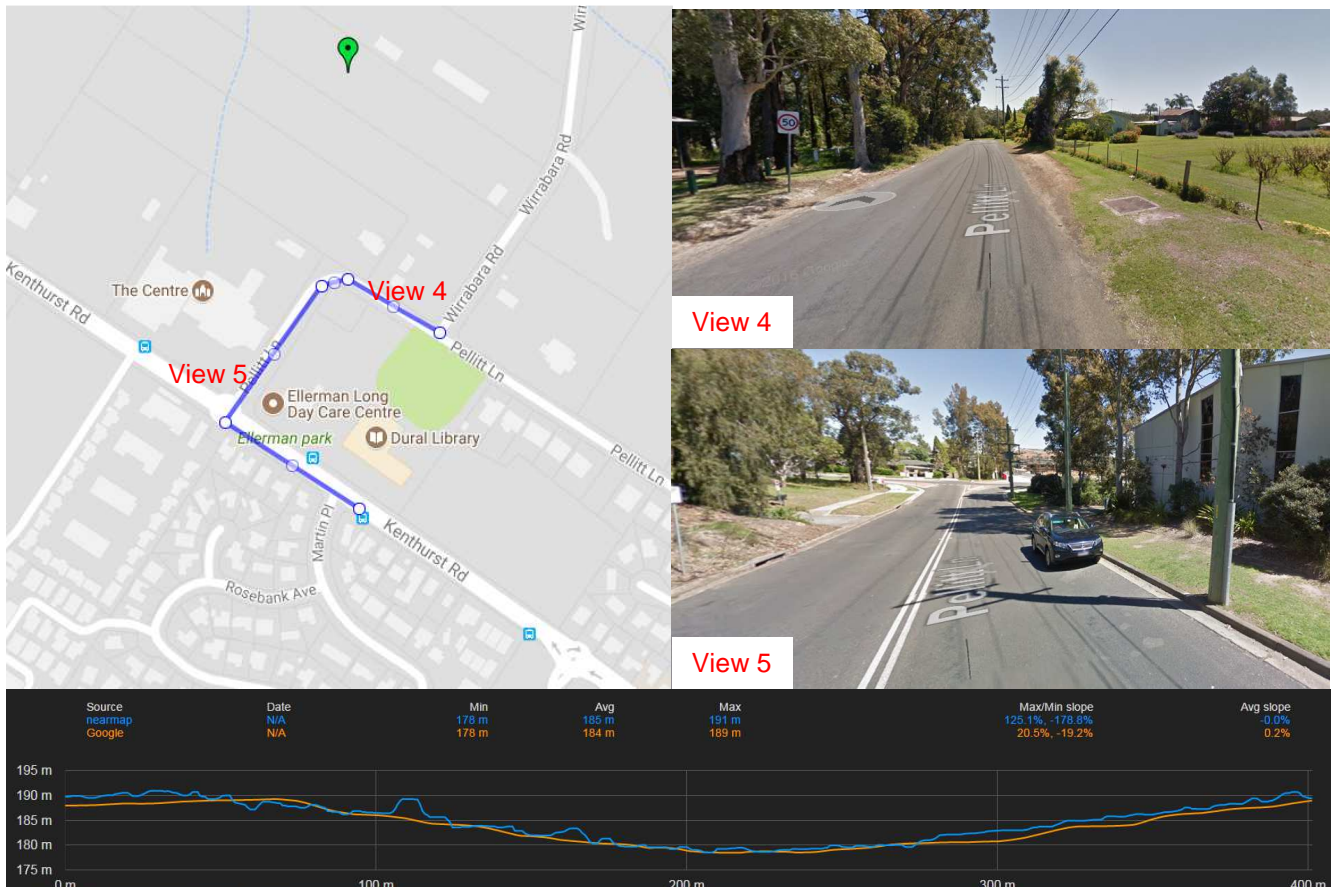 Wirrabara Rd
Wirrabara Rd
Kenthurst Rd
The Centre
View 4
View 5
Pellitt Ln
Pellitt Ln
Ellerman Long
Day Care Centre
Ellerman park
Dural Library
Pellitt Ln
Martin Pl
Kenthurst Rd
Rosebank Ave
50
Pellitt Ln
View 4
Pellitt Ln
View 5
Source Date Min Avg Max Max/Min slope Avg slope
nearmap N/A 178 m 185 m 191 m 125.1%, -178.8% -0.0%
Google N/A 178 m 184 m 189 m 20.5%, -19.2% 0.2%
195 m
190 m
185 m
180 m
175 m
0 m 100 m 200 m 300 m 400 m